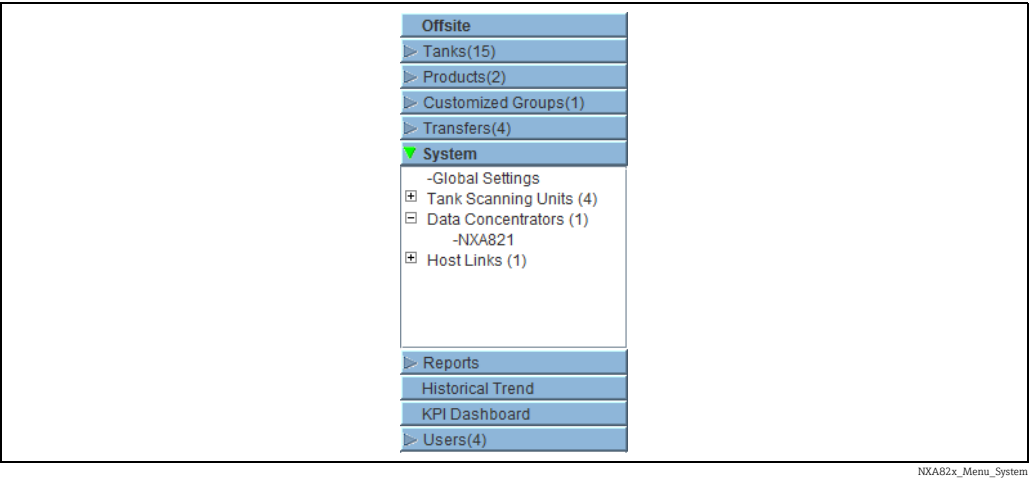 Offsite
Tanks(15)
Products(2)
Customized Groups(1)
Transfers(4)
System
-Global Settings
Tank Scanning Units (4)
Data Concentrators (1)
-NXA821
Host Links (1)
Reports
Historical Trend
KPI Dashboard
Users(4)
NXA82x_Menu_System